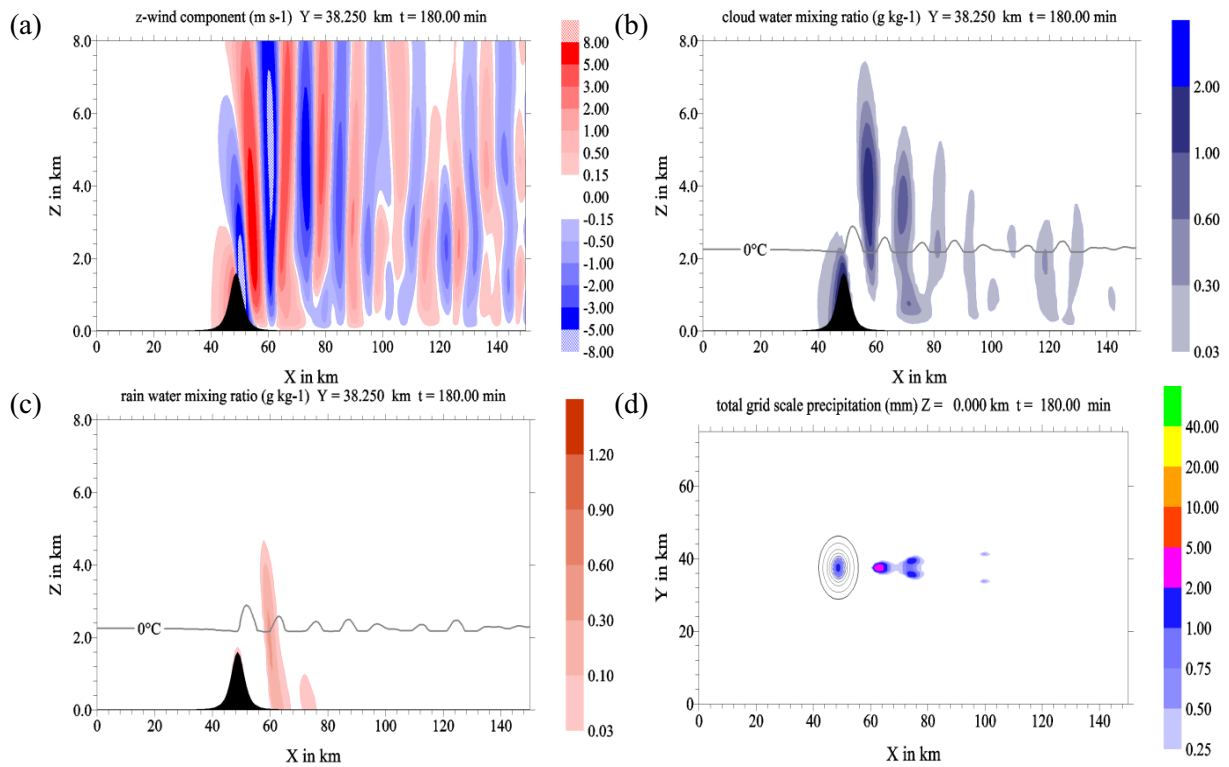 (a)
z-wind component (m s-1) Y = 38.250 km t = 180.00 min
8.0
6.0
4.0
2.0
0.0
Z in km
0 20 40 60 80 100 120 140
X in km
8.00
5.00
3.00
2.00
1.00
0.50
0.15
0.00
-0.15
-0.50
-1.00
-3.00
-5.00
-8.00
(b)
cloud water mixing ratio (g kg-1) Y = 38.250 km t = 180.00 min
8.0
6.0
4.0
2.0
0.0
Z in km
0°C
0 20 40 60 80 100 120 140
X in km
2.00
1.00
0.60
0.30
0.03
(c)
rain water mixing ratio (g kg-1) Y = 38.250 km t = 180.00 min
8.0
6.0
4.0
2.0
0.0
Z in km
0°C
0 20 40 60 80 100 120 140
X in km
1.20
0.90
0.60
0.30
0.10
0.03
(d)
total grid scale precipitation (mm) Z = 0.000 km t = 180.00 min
60
40
20
0
Y in km
0 20 40 60 80 100 120 140
X in km
40.00
20.00
10.00
5.00
2.00
1.00
0.75
0.50
0.25